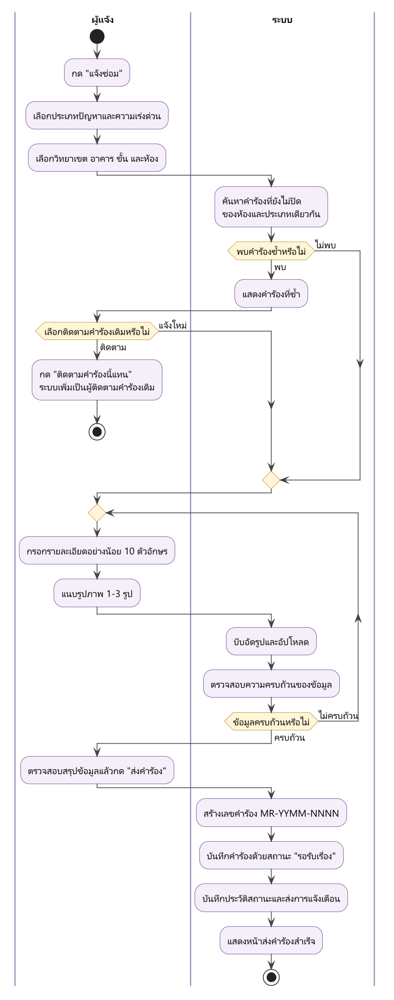 ผู้แจ้ง
ระบบ
กด "แจ้งซ่อม"
เลือกประเภทปัญหาและความเร่งด่วน
เลือกวิทยาเขต อาคาร ชั้น และห้อง
ค้นหาคำร้องที่ยังไม่ปิด
ของห้องและประเภทเดียวกัน
พบคำร้องซ้ำหรือไม่
ไม่พบ
พบ
แสดงคำร้องที่ซ้ำ
เลือกติดตามคำร้องเดิมหรือไม่
แจ้งใหม่
ติดตาม
กด "ติดตามคำร้องนี้แทน"
ระบบเพิ่มเป็นผู้ติดตามคำร้องเดิม
กรอกรายละเอียดอย่างน้อย 10 ตัวอักษร
แนบรูปภาพ 1-3 รูป
บีบอัดรูปและอัปโหลด
ตรวจสอบความครบถ้วนของข้อมูล
ข้อมูลครบถ้วนหรือไม่
ไม่ครบถ้วน
ครบถ้วน
ตรวจสอบสรุปข้อมูลแล้วกด "ส่งคำร้อง"
สร้างเลขคำร้อง MR-YYMM-NNNN
บันทึกคำร้องด้วยสถานะ "รอรับเรื่อง"
บันทึกประวัติสถานะและส่งการแจ้งเตือน
แสดงหน้าส่งคำร้องสำเร็จ